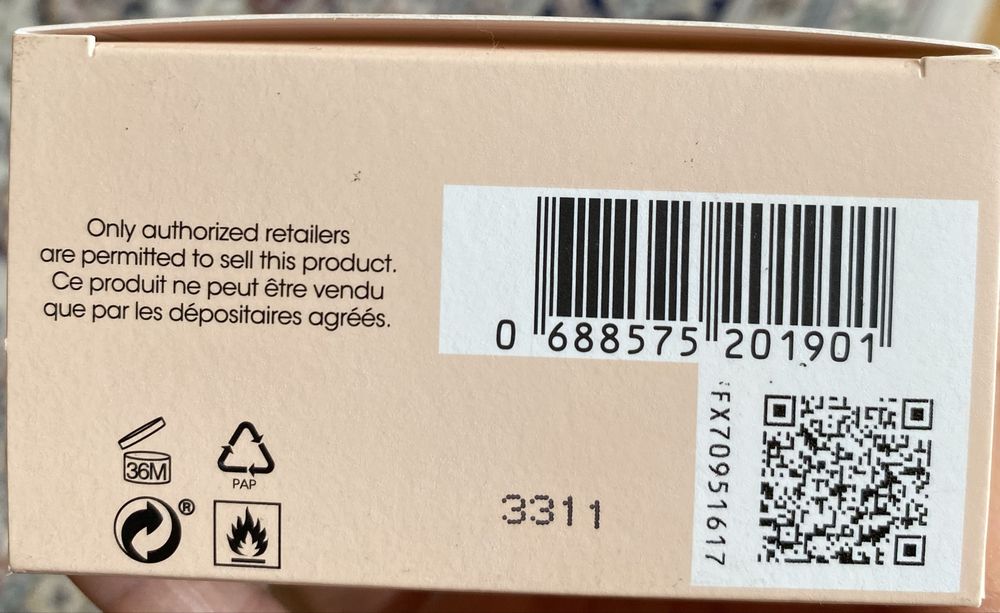 Only authorized retailers
are permitted to sell this product.
Ce produit ne peut être vendu
que par les dépositaires agréés.
0 688575 201901
FX70951617
36M
PAP
®
3311